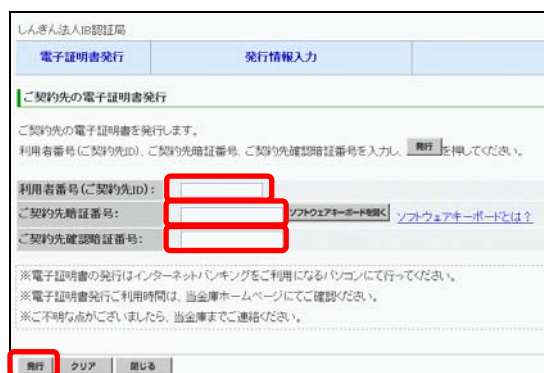 しんきん法人IB認証局
電子証明書発行 発行情報入力
ご契約先の電子証明書発行
ご契約先の電子証明書を発行します。
利用者番号(ご契約先ID)、ご契約先暗証番号、ご契約先確認暗証番号を入力し、 発行 を押してください。
利用者番号(ご契約先ID):
ご契約先暗証番号: ソフトウェアキーボードを開く ソフトウェアキーボードとは?
ご契約先確認暗証番号:
※電子証明書の発行はインターネットバンキングをご利用になるパソコンにて行ってください。
※電子証明書発行ご利用時間は、当金庫ホームページにてご確認ください。
※ご不明な点がございましたら、当金庫までご連絡ください。
発行 クリア 閉じる